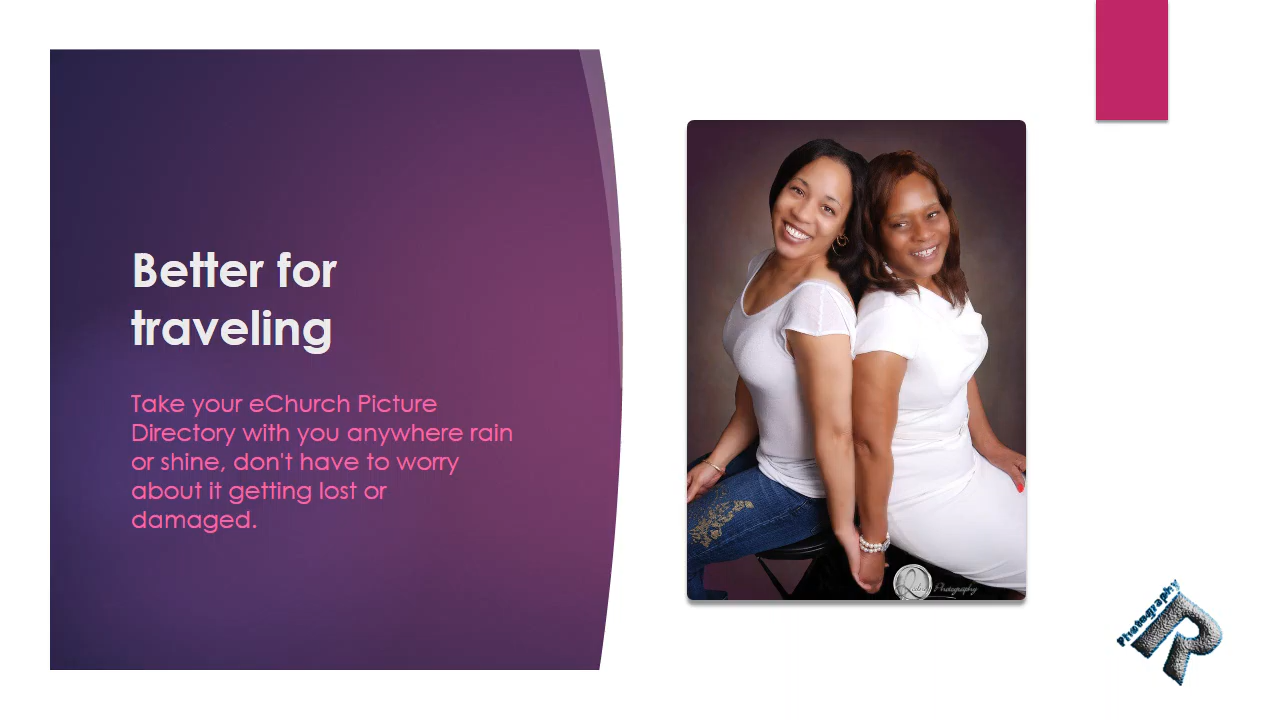 Better for
traveling
Take your eChurch Picture
Directory with you anywhere rain
or shine, don't have to worry
about it getting lost or
damaged.
Photography
Photography
R